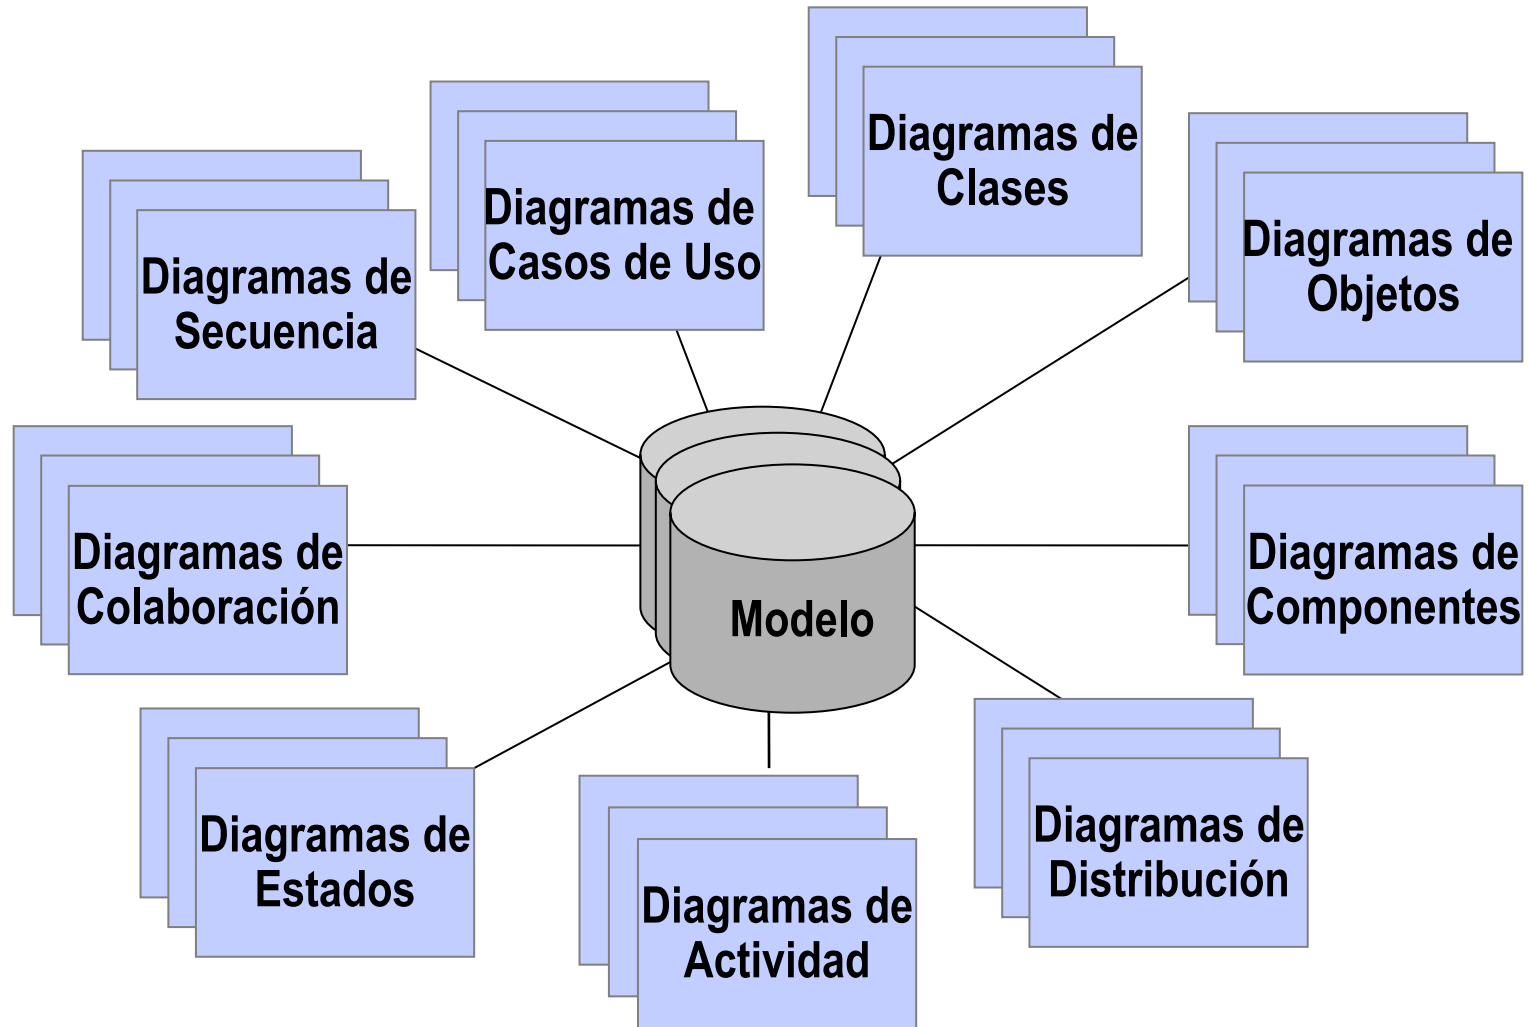 Diagramas de
Clases
Diagramas de
Casos de Uso
Diagramas de
Objetos
Diagramas de
Secuencia
Diagramas de
Colaboración
Diagramas de
Componentes
Modelo
Diagramas de
Estados
Diagramas de
Distribución
Diagramas de
Actividad